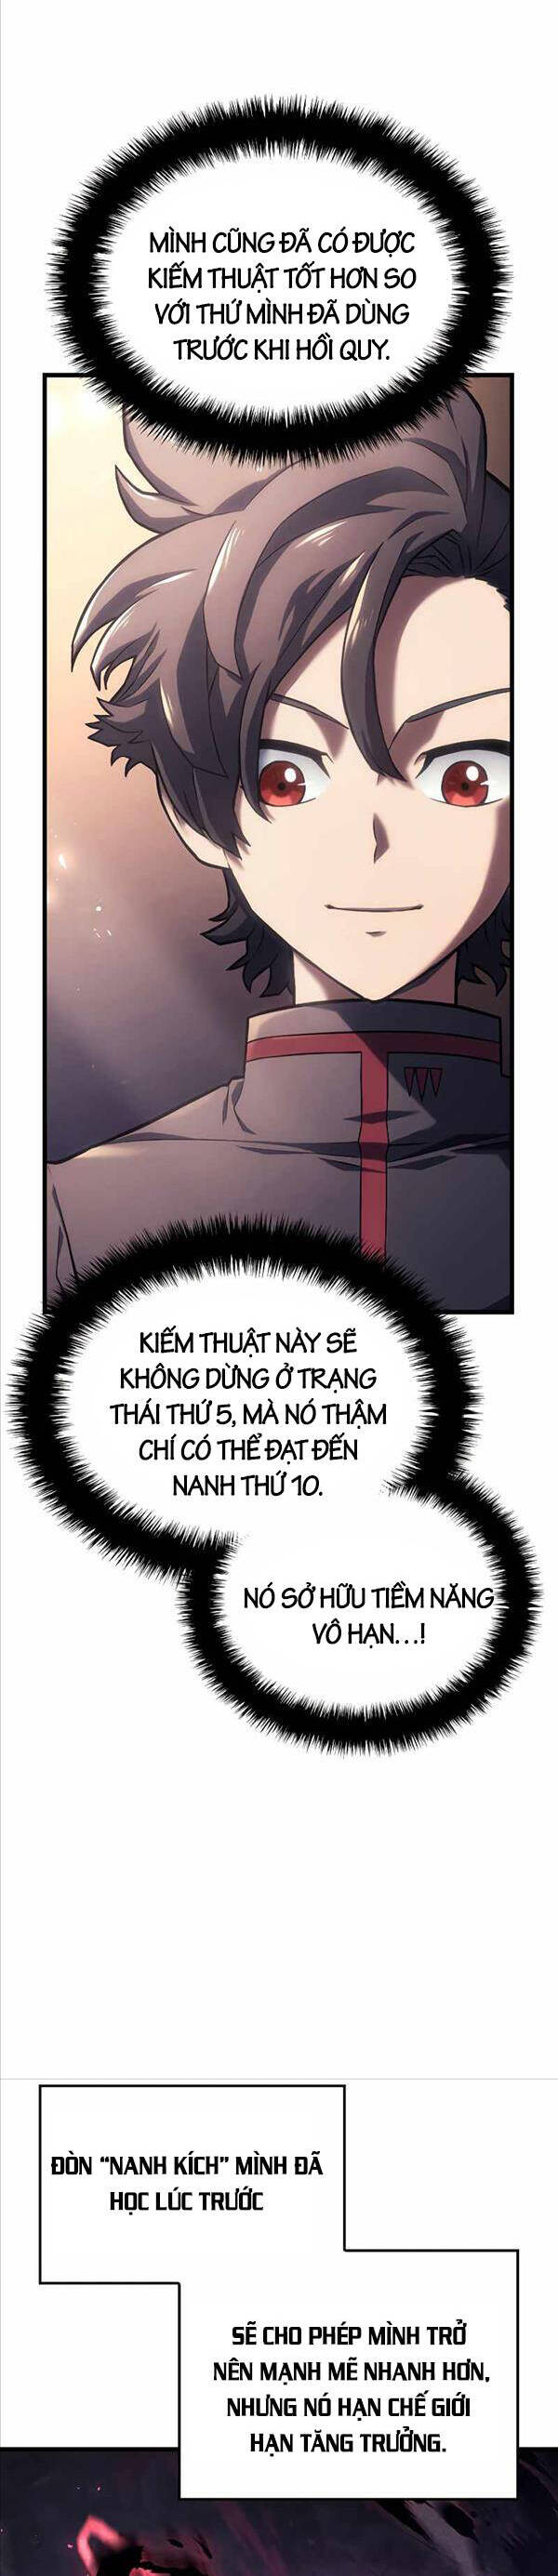 MÌNH CŨNG ĐÃ CÓ ĐƯỢC
KIẾM THUẬT TỐT HƠN SO
VỚI THỨ MÌNH ĐÃ DÙNG
TRƯỚC KHI HỒI QUY.
KIẾM THUẬT NÀY SẼ
KHÔNG DỪNG Ở TRẠNG
THÁI THỨ 5, MÀ NÓ THẬM
CHÍ CÓ THỂ ĐẠT ĐẾN
NANH THỨ 10.
NÓ SỞ HỮU TIỀM NĂNG
VÔ HẠN...!
ĐÒN "NANH KÍCH" MÌNH ĐÃ
HỌC LÚC TRƯỚC
SẼ CHO PHÉP MÌNH TRỞ
NÊN MẠNH MẼ NHANH HƠN,
NHƯNG NÓ HẠN CHẾ GIỚI
HẠN TĂNG TRƯỞNG.